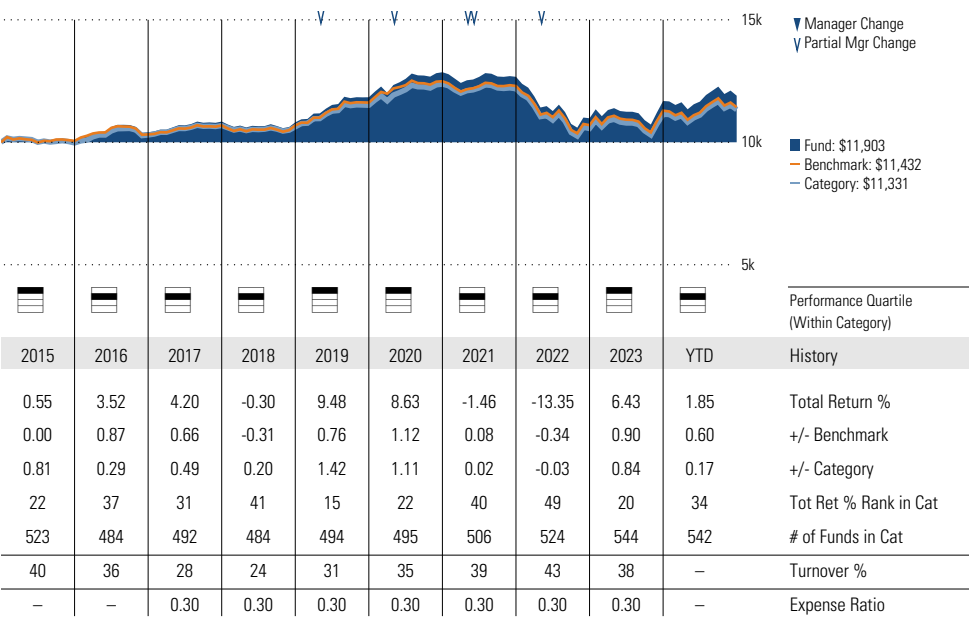 15k
Manager Change
Partial Mgr Change
10k
Fund: $11,903
Benchmark: $11,432
Category: $11,331
5k
Performance Quartile
(Within Category)
2015 2016 2017 2018 2019 2020 2021 2022 2023 YTD History
0.55 3.52 4.20 -0.30 9.48 8.63 -1.46 -13.35 6.43 1.85 Total Return %
0.00 0.87 0.66 -0.31 0.76 1.12 0.08 -0.34 0.90 0.60 +/- Benchmark
0.81 0.29 0.49 0.20 1.42 1.11 0.02 -0.03 0.84 0.17 +/- Category
22 37 31 41 15 22 40 49 20 34 Tot Ret % Rank in Cat
523 484 492 484 494 495 506 524 544 542 # of Funds in Cat
40 36 28 24 31 35 39 43 38 – Turnover %
– – 0.30 0.30 0.30 0.30 0.30 0.30 0.30 – Expense Ratio